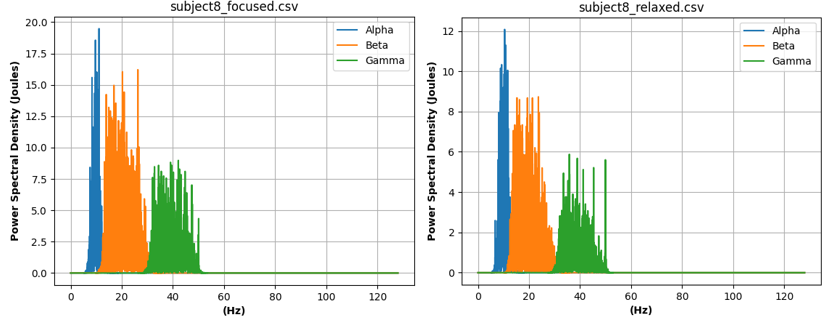 subject8_focused.csv
Power Spectral Density (Joules)
20.0
17.5
15.0
12.5
10.0
7.5
5.0
2.5
0.0
Alpha
Beta
Gamma
0 20 40 60 80 100 120
(Hz)
subject8_relaxed.csv
Power Spectral Density (Joules)
12
10
8
6
4
2
0
Alpha
Beta
Gamma
0 20 40 60 80 100 120
(Hz)